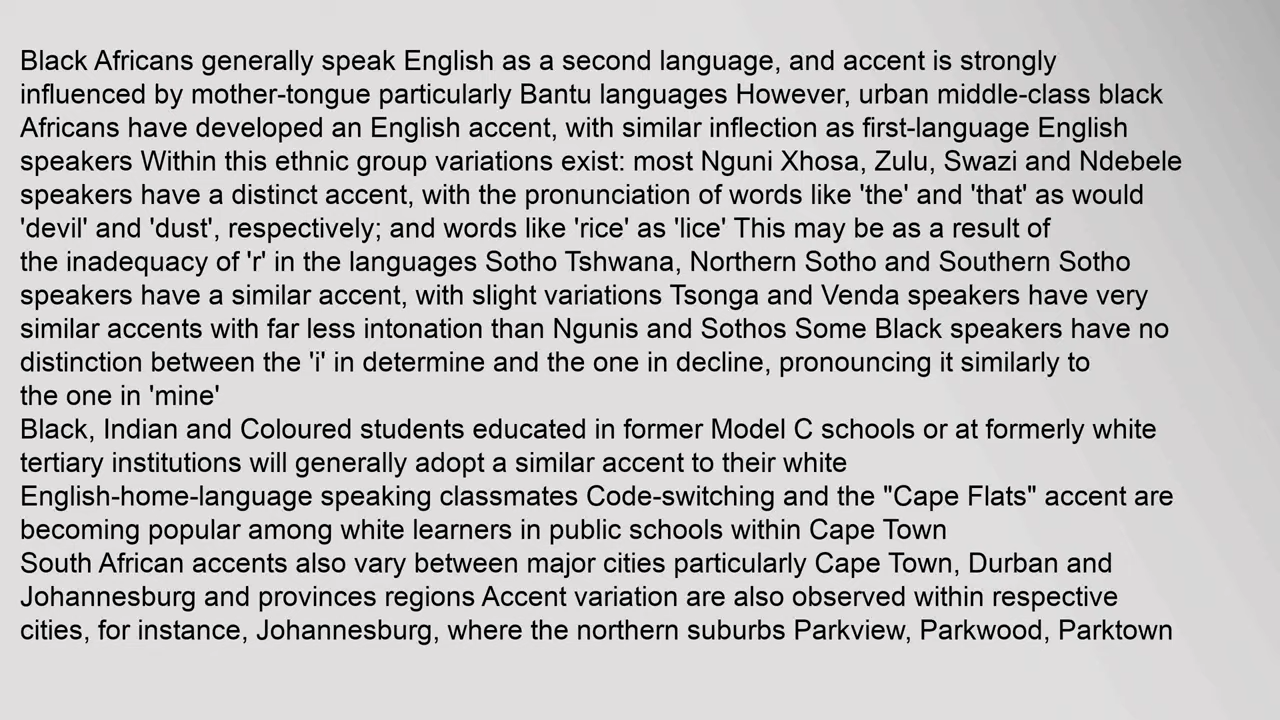 Black Africans generally speak English as a second language, and accent is strongly
influenced by mother-tongue particularly Bantu languages However, urban middle-class black
Africans have developed an English accent, with similar inflection as first-language English
speakers Within this ethnic group variations exist: most Nguni Xhosa, Zulu, Swazi and Ndebele
speakers have a distinct accent, with the pronunciation of words like 'the' and 'that' as would
'devil' and 'dust', respectively; and words like 'rice' as 'lice' This may be as a result of
the inadequacy of 'r' in the languages Sotho Tshwana, Northern Sotho and Southern Sotho
speakers have a similar accent, with slight variations Tsonga and Venda speakers have very
similar accents with far less intonation than Ngunis and Sothos Some Black speakers have no
distinction between the 'i' in determine and the one in decline, pronouncing it similarly to
the one in 'mine'
Black, Indian and Coloured students educated in former Model C schools or at formerly white
tertiary institutions will generally adopt a similar accent to their white
English-home-language speaking classmates Code-switching and the "Cape Flats" accent are
becoming popular among white learners in public schools within Cape Town
South African accents also vary between major cities particularly Cape Town, Durban and
Johannesburg and provinces regions Accent variation are also observed within respective
cities, for instance, Johannesburg, where the northern suburbs Parkview, Parkwood, Parktown